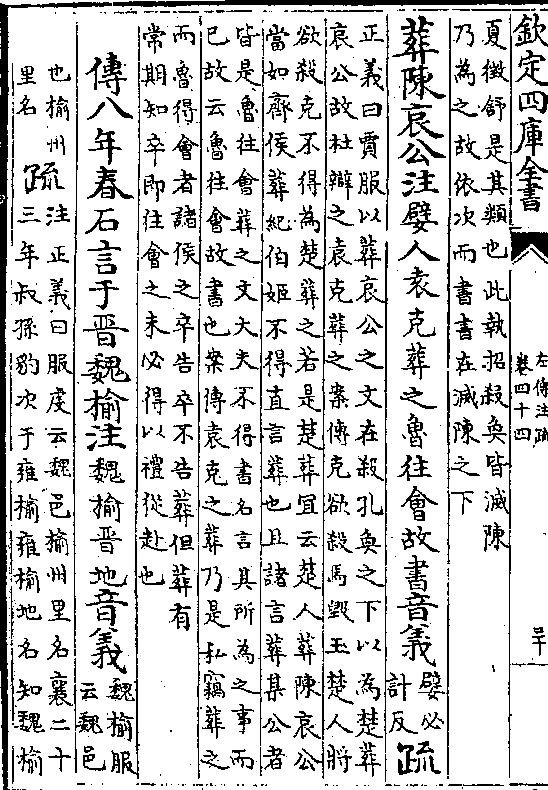 欽定四庫全書
左傳注疏
卷四十四
夏徴舒是其類也此執招殺奐皆滅陳
乃為之故依次而書書在滅陳之下
葬陳哀公注嬖人袁克葬之魯往會故書音義
嬖必
計反
疏
正義曰賈服以葬哀公之文在殺孔奐之下以為楚葬
哀公故杜辯之袁克葬之案傳克欲殺馬毀玉楚人將
欲殺克不得為楚葬之若是楚葬宜云楚人葬陳哀公
當如齊侯葬紀伯姬不得直言葬也且諸言葬某公者
皆是魯往會葬之文大夫不得書名言其所為之事而
已故云魯往會故書也案傳袁克之葬乃是私竊葬之
而魯得會者諸侯之卒告卒不告葬但葬有
常期知卒即往會之未必得以禮從赴也
傳八年春石言于晋魏榆注魏榆晋地音義
魏榆服
云魏邑
也榆州
里名
疏
注正義曰服虔云魏邑榆州里名襄二十
三年叔孫豹次于雍榆雍榆地名知魏榆